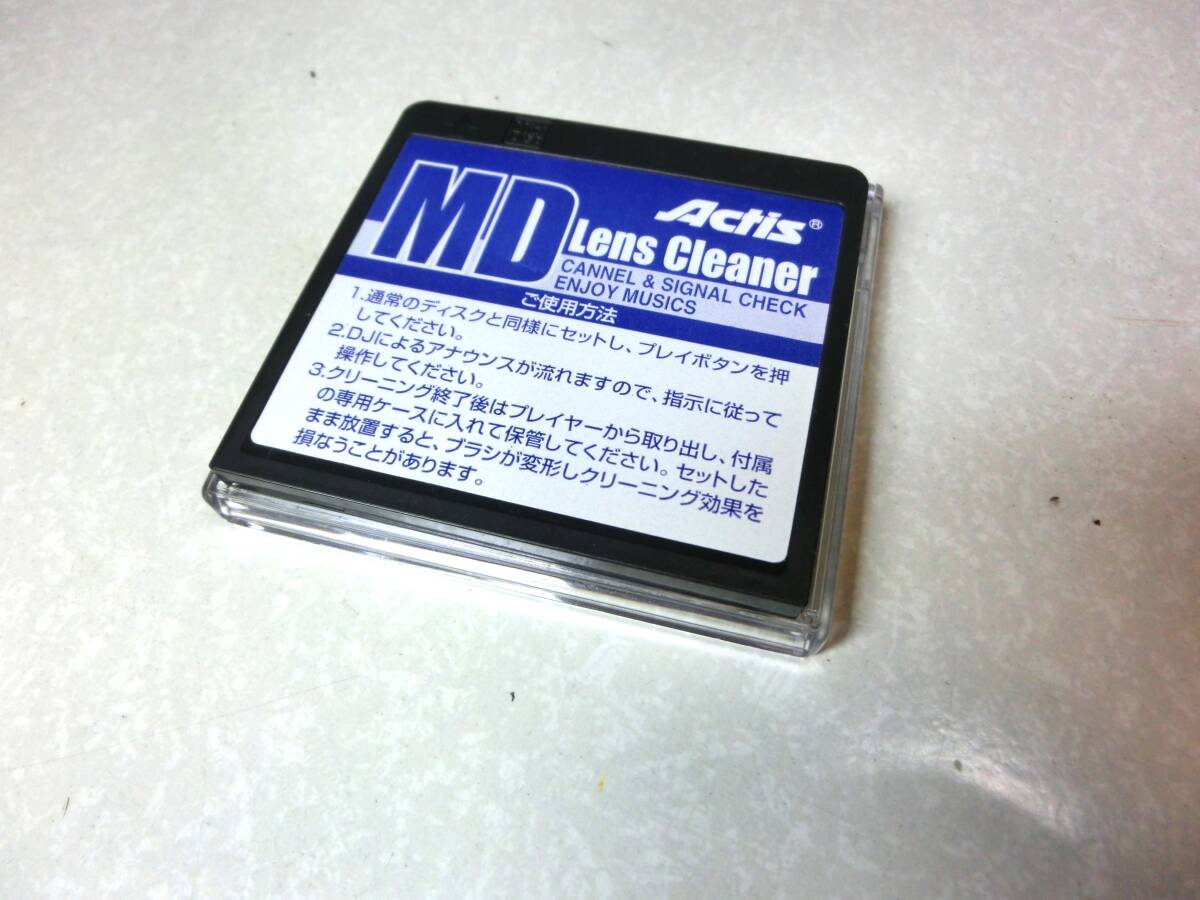 MD
Actis®
Lens Cleaner
CANNEL & SIGNAL CHECK
ENJOY MUSICS
ご使用方法
1.通常のディスクと同様にセットし、プレイボタンを押
してください。
2.DJによるアナウンスが流れますので、指示に従って
操作してください。
3.クリーニング終了後はプレイヤーから取り出し、付属
の専用ケースに入れて保管してください。セットした
まま放置すると、ブラシが変形しクリーニング効果を
損なうことがあります。